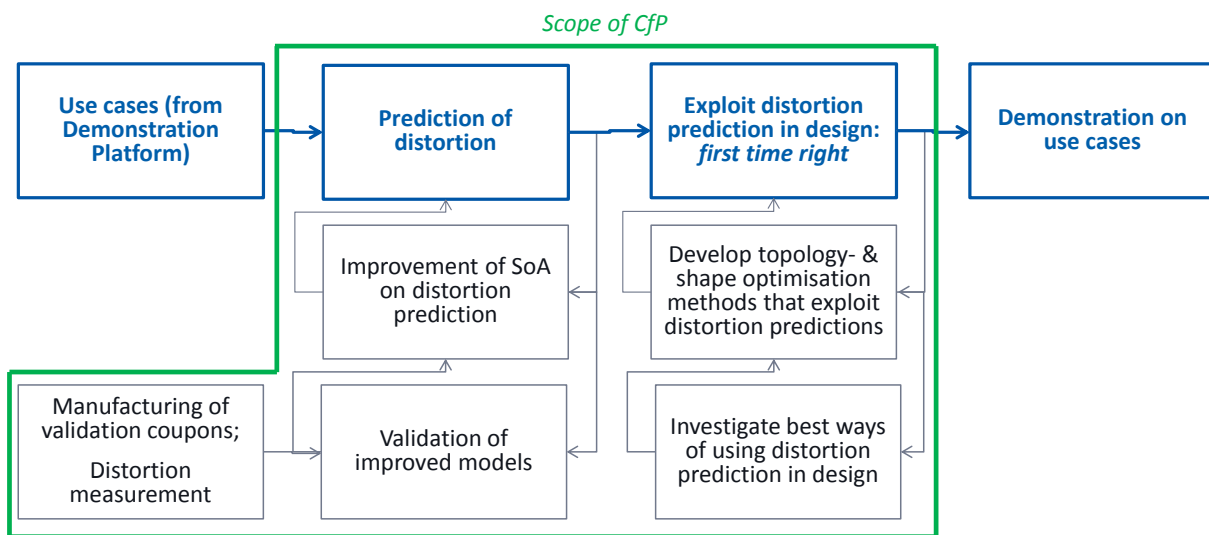 Scope of CfP
Use cases (from
Demonstration
Platform)
Prediction of
distortion
Exploit distortion
prediction in design:
first time right
Demonstration on
use cases
Improvement of SoA
on distortion
prediction
Develop topology- &
shape optimisation
methods that exploit
distortion predictions
Manufacturing of
validation coupons;
Distortion
measurement
Validation of
improved models
Investigate best ways
of using distortion
prediction in design